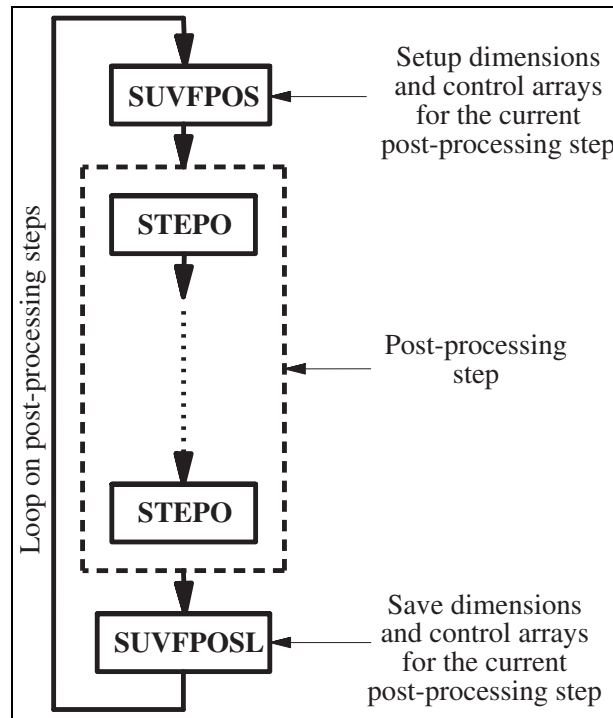 SUVFPOS
Setup dimensions
and control arrays
for the current
post-processing step
STEPO
Loop on post-processing steps
Post-processing
step
STEPO
SUVFPOSL
Save dimensions
and control arrays
for the current
post-processing step